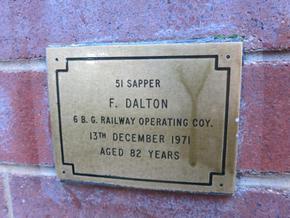 51 SAPPER
F. DALTON
6 B. G. RAILWAY OPERATING COY.
13TH DECEMBER 1971
AGED 82 YEARS